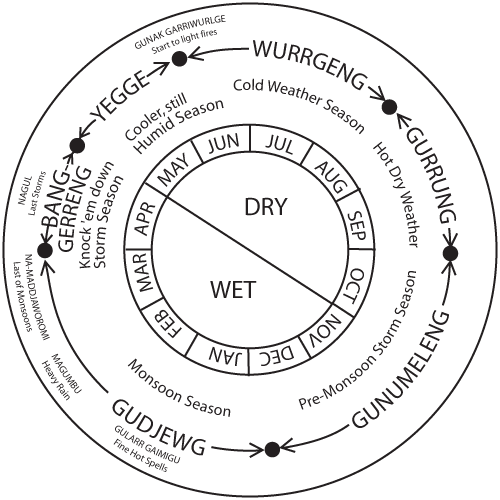 GUNAK GARRIWURLGE
Start to light fires
WURRGENG
Cold Weather Season
GURRUNG
Hot Dry Weather
GUNUMELENG
Pre-Monsoon Storm Season
GUDJEWG
Monsoon Season
GULARR GAIMIGU
Fine Hot Spells
MAGUMBU
Heavy Rain
NA-MADDJAWOROMI
Last of Monsoons
BANG-
GERRENG
Knock 'em down
Storm Season
NAGUL
Last Storms
YEGGE
Cooler, still
Humid Season
JAN
FEB
MAR
APR
MAY
JUN
JUL
AUG
SEP
OCT
NOV
DEC
DRY
WET